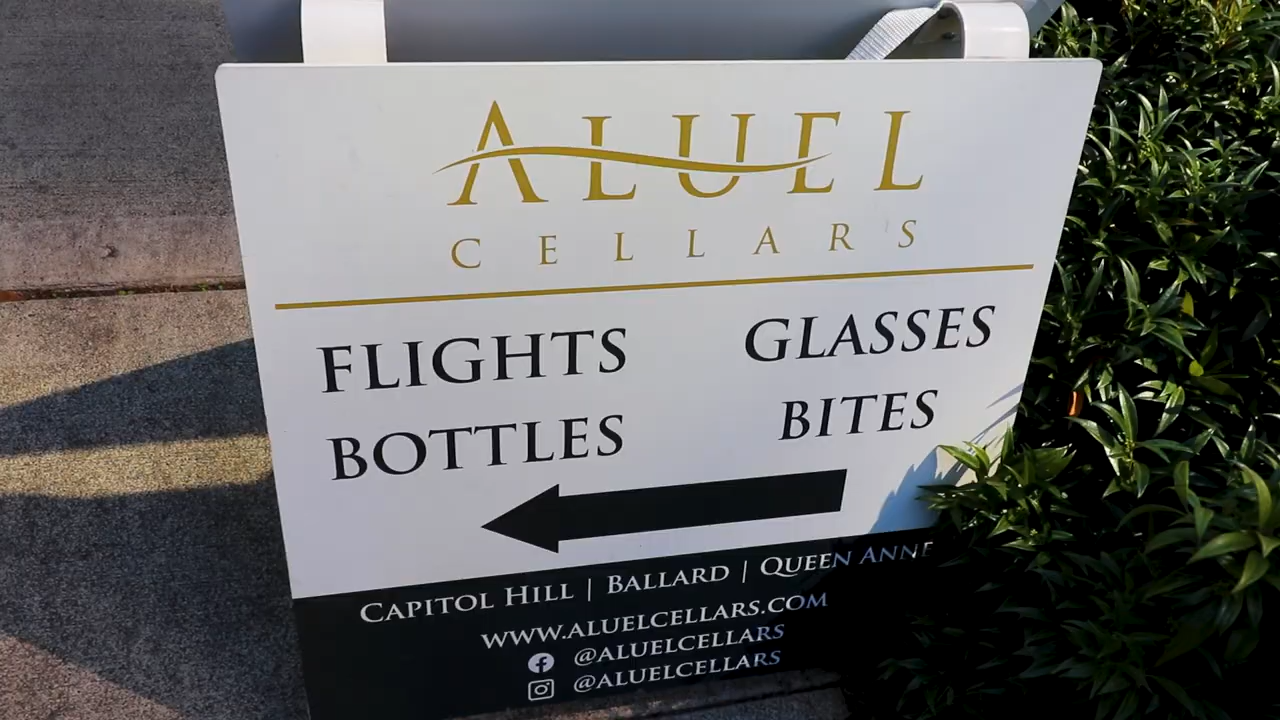 ALUEL
CELLARS
FLIGHTS GLASSES
BOTTLES BITES
CAPITOL HILL | BALLARD | QUEEN ANNE
WWW.ALUELCELLARS.COM
@ALUELCELLARS
@ALUELCELLARS